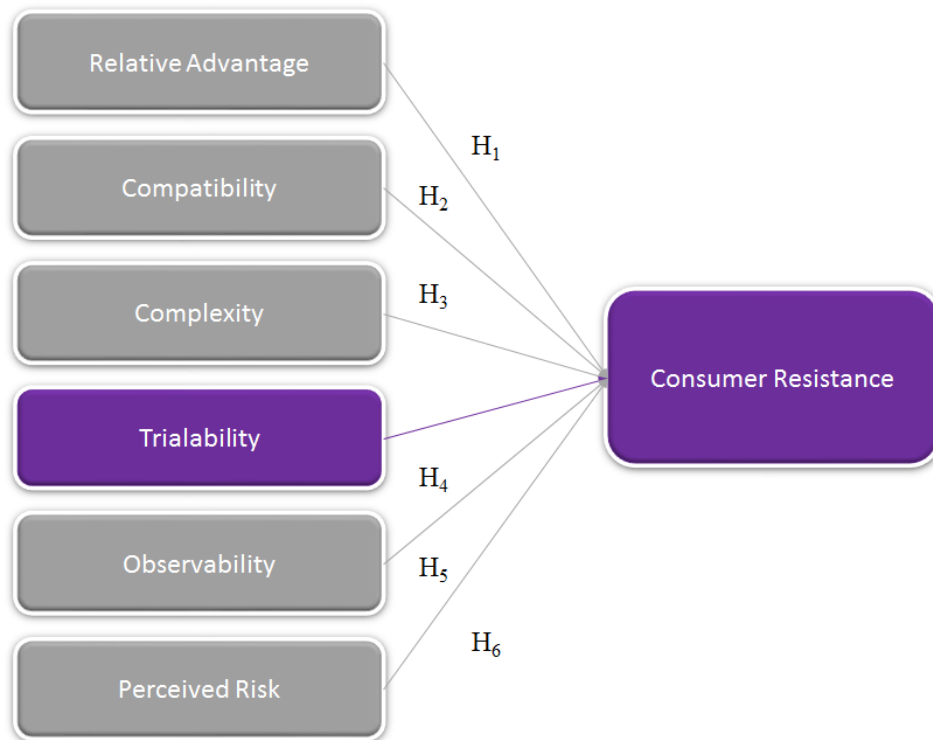 Relative Advantage
H₁
Compatibility
H₂
Complexity
H₃
Consumer Resistance
Trialability
H₄
Observability
H₅
H₆
Perceived Risk